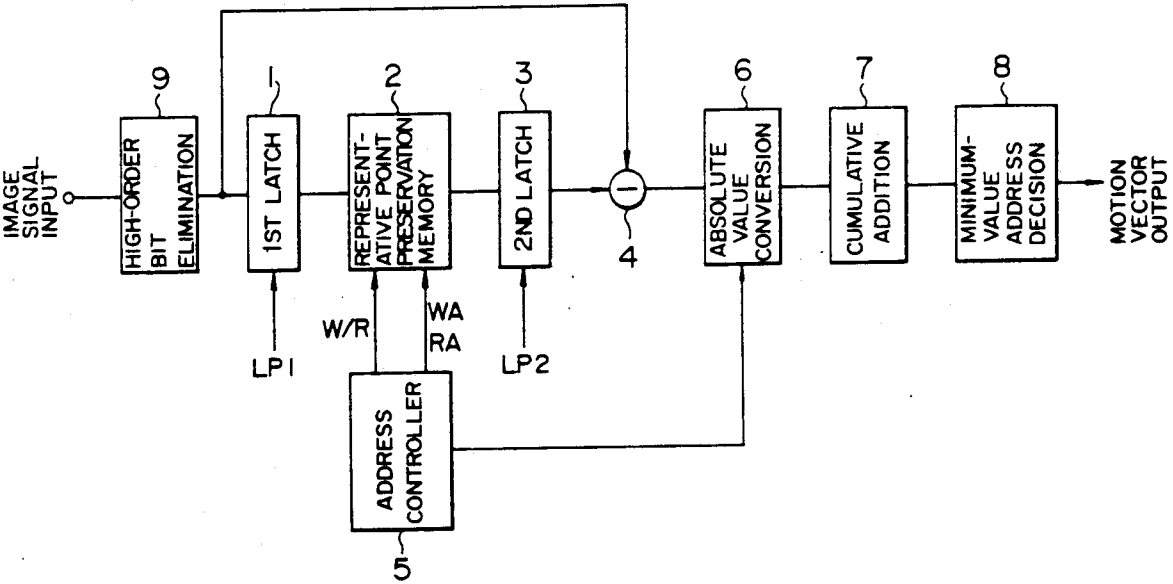 IMAGE
SIGNAL
INPUT
9
HIGH-ORDER
BIT
ELIMINATION
1
1ST LATCH
LP1
2
REPRESENT-
ATIVE POINT
PRESERVATION
MEMORY
W/R
WA
RA
3
2ND LATCH
LP2
4
ADDRESS
CONTROLLER
5
6
ABSOLUTE
VALUE
CONVERSION
7
CUMULATIVE
ADDITION
8
MINIMUM-
VALUE
ADDRESS
DECISION
MOTION
VECTOR
OUTPUT